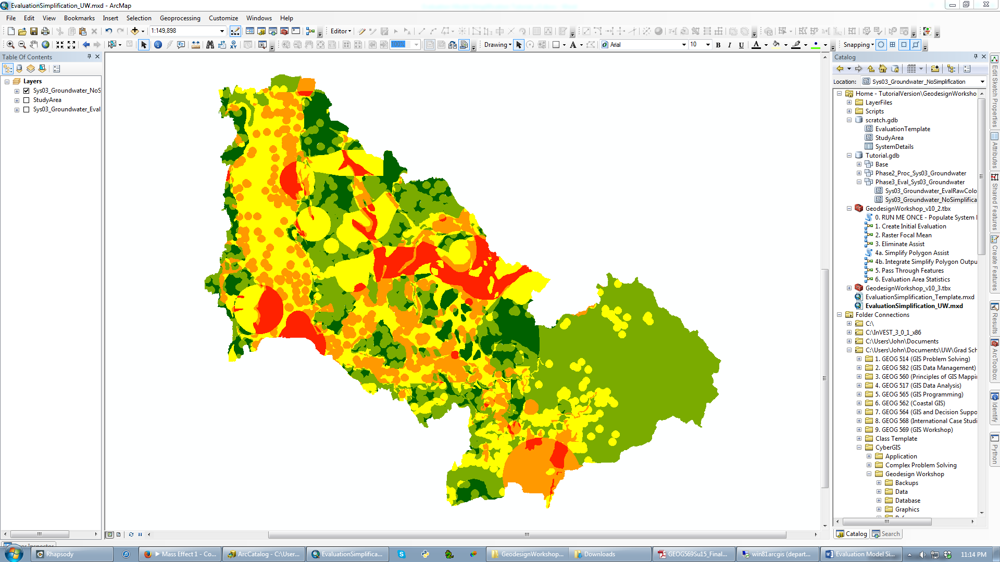 EvaluationSimplification_UW.mxd - ArcMap
File Edit View Bookmarks Insert Selection Geoprocessing Customize Windows Help
1:149,898 Editor
100% Drawing Arial 10 B I U A Snapping
Table Of Contents
Layers
Sys03_Groundwater_NoS
StudyArea
Sys03_Groundwater_Eval
Catalog
Location: Sys03_Groundwater_NoSimplification
Home - TutorialVersion\GeodesignWorksho
LayerFiles
Scripts
scratch.gdb
EvaluationTemplate
StudyArea
SystemDetails
Tutorial.gdb
Base
Phase2_Proc_Sys03_Groundwater
Phase3_Eval_Sys03_Groundwater
Sys03_Groundwater_EvalRawColo
Sys03_Groundwater_NoSimplifica
GeodesignWorkshop_v10_2.tbx
0. RUN ME ONCE - Populate System
1. Create Initial Evaluation
2. Raster Focal Mean
3. Eliminate Assist
4a. Simplify Polygon Assist
4b. Integrate Simplify Polygon Outpu
5. Pass Through Features
6. Evaluation Area Statistics
GeodesignWorkshop_v10_3.tbx
EvaluationSimplification_Template.mxd
EvaluationSimplification_UW.mxd
Folder Connections
C:\
C:\InVEST_3_0_1_x86
C:\Users\John\Documents
C:\Users\John\Documents\UW\Grad Sch
1. GEOG 514 (GIS Problem Solving)
2. GEOG 582 (GIS Data Management)
3. GEOG 560 (Principles of GIS Mappi
4. GEOG 517 (GIS Data Analysis)
5. GEOG 565 (GIS Programming)
6. GEOG 562 (Coastal GIS)
7. GEOG 564 (GIS and Decision Suppo
8. GEOG 568 (International Case Studi
9. GEOG 569 (GIS Workshop)
Class Template
CyberGIS
Application
Complex Problem Solving
Geodesign Workshop
Backups
Data
Database
Graphics
Catalog Search
Edit Sketch Properties
Attributes
Shared Features
Create Features
Results
ArcToolbox
Identify
Python
Rhapsody
Mass Effect 1 - Co...
ArcCatalog - C:\User...
EvaluationSimplifica...
GeodesignWorkshop...
Downloads
GEOG569Su15_Final...
win81arcgis (depart...
Evaluation Model Si...
11:14 PM